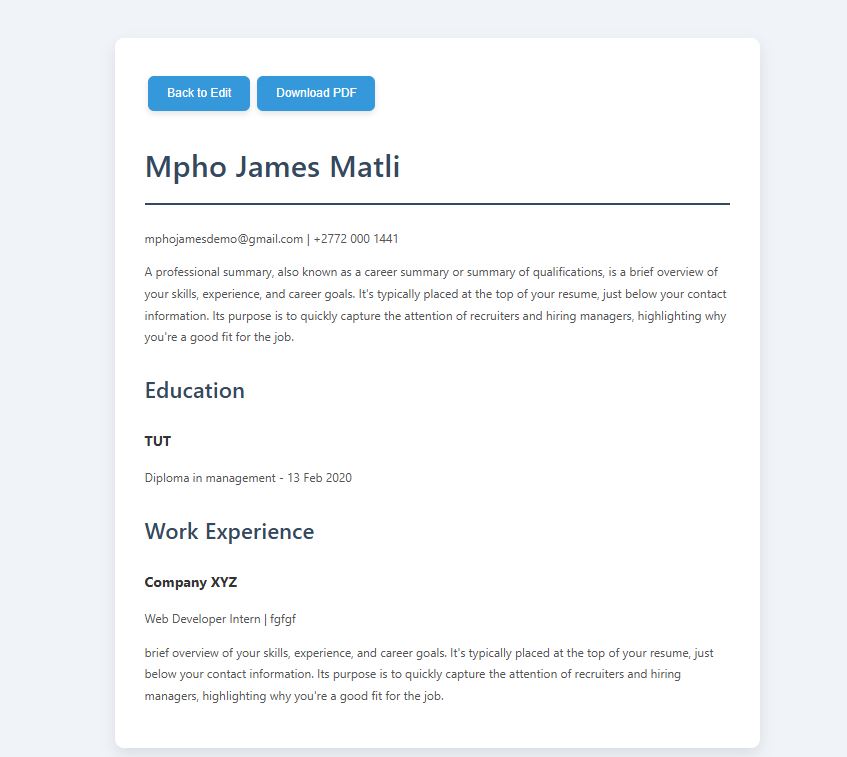 Back to Edit
Download PDF
Mpho James Matli
mphojamesdemo@gmail.com | +2772 000 1441
A professional summary, also known as a career summary or summary of qualifications, is a brief overview of
your skills, experience, and career goals. It's typically placed at the top of your resume, just below your contact
information. Its purpose is to quickly capture the attention of recruiters and hiring managers, highlighting why
you're a good fit for the job.
Education
TUT
Diploma in management - 13 Feb 2020
Work Experience
Company XYZ
Web Developer Intern | fgfgf
brief overview of your skills, experience, and career goals. It's typically placed at the top of your resume, just
below your contact information. Its purpose is to quickly capture the attention of recruiters and hiring
managers, highlighting why you're a good fit for the job.